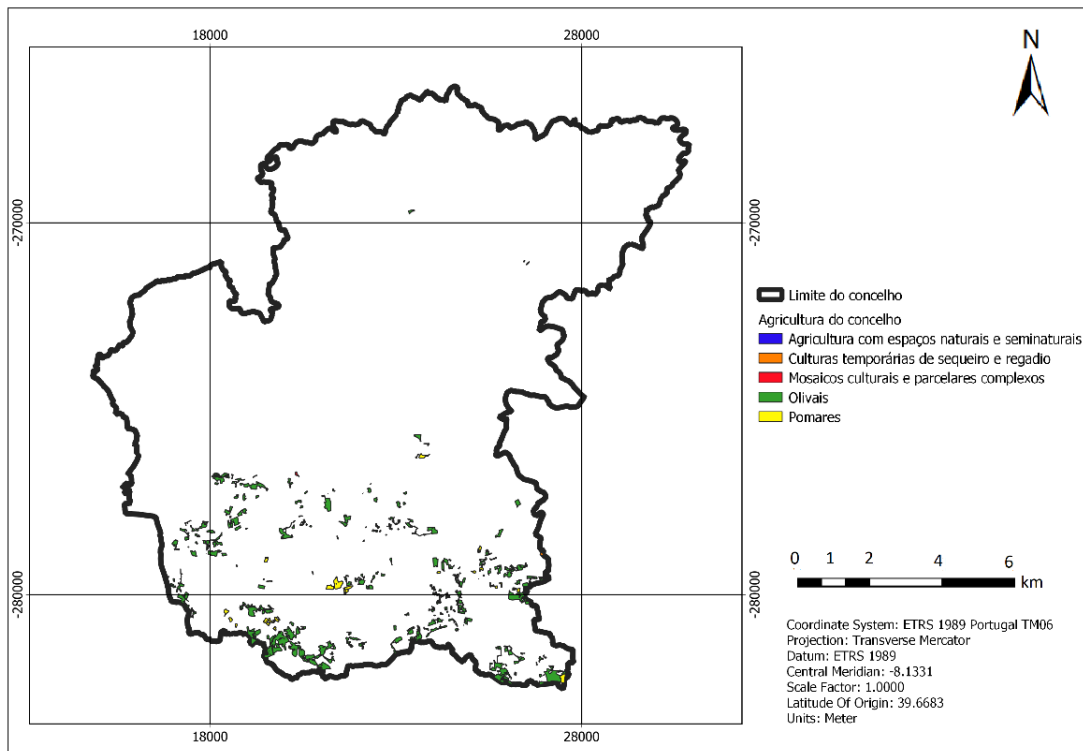 18000
28000
N
-270000
-270000
Limite do concelho
Agricultura do concelho
Agricultura com espaços naturais e seminaturais
Culturas temporárias de sequeiro e regadio
Mosaicos culturais e parcelares complexos
Olivais
Pomares
0 1 2 4 6
km
-280000
-280000
Coordinate System: ETRS 1989 Portugal TM06
Projection: Transverse Mercator
Datum: ETRS 1989
Central Meridian: -8.1331
Scale Factor: 1.0000
Latitude Of Origin: 39.6683
Units: Meter
18000
28000